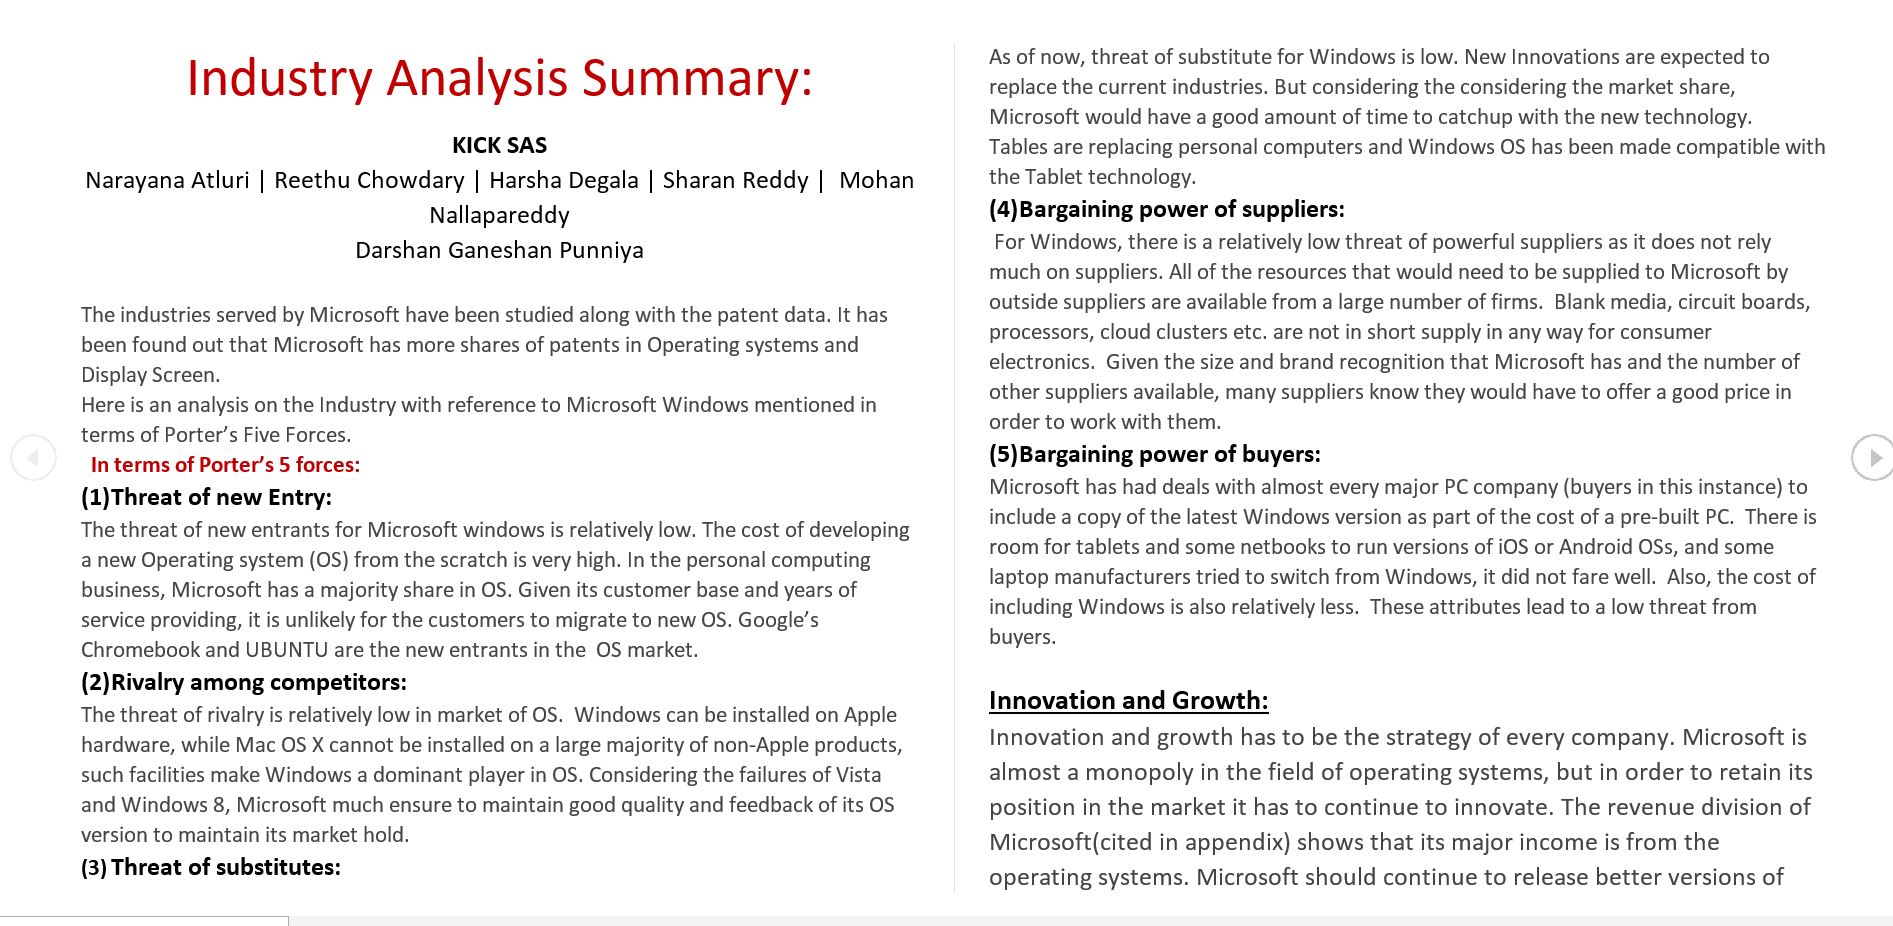 Industry Analysis Summary:
KICK SAS
Narayana Atluri | Reethu Chowdary | Harsha Degala | Sharan Reddy |  Mohan
Nallapareddy
Darshan Ganeshan Punniya
The industries served by Microsoft have been studied along with the patent data. It has
been found out that Microsoft has more shares of patents in Operating systems and
Display Screen.
Here is an analysis on the Industry with reference to Microsoft Windows mentioned in
terms of Porter’s Five Forces.
In terms of Porter’s 5 forces:
(1)Threat of new Entry:
The threat of new entrants for Microsoft windows is relatively low. The cost of developing
a new Operating system (OS) from the scratch is very high. In the personal computing
business, Microsoft has a majority share in OS. Given its customer base and years of
service providing, it is unlikely for the customers to migrate to new OS. Google’s
Chromebook and UBUNTU are the new entrants in the  OS market.
(2)Rivalry among competitors:
The threat of rivalry is relatively low in market of OS.  Windows can be installed on Apple
hardware, while Mac OS X cannot be installed on a large majority of non-Apple products,
such facilities make Windows a dominant player in OS. Considering the failures of Vista
and Windows 8, Microsoft much ensure to maintain good quality and feedback of its OS
version to maintain its market hold.
(3) Threat of substitutes:
As of now, threat of substitute for Windows is low. New Innovations are expected to
replace the current industries. But considering the considering the market share,
Microsoft would have a good amount of time to catchup with the new technology.
Tables are replacing personal computers and Windows OS has been made compatible with
the Tablet technology.
(4)Bargaining power of suppliers:
For Windows, there is a relatively low threat of powerful suppliers as it does not rely
much on suppliers. All of the resources that would need to be supplied to Microsoft by
outside suppliers are available from a large number of firms.  Blank media, circuit boards,
processors, cloud clusters etc. are not in short supply in any way for consumer
electronics.  Given the size and brand recognition that Microsoft has and the number of
other suppliers available, many suppliers know they would have to offer a good price in
order to work with them.
(5)Bargaining power of buyers:
Microsoft has had deals with almost every major PC company (buyers in this instance) to
include a copy of the latest Windows version as part of the cost of a pre-built PC.  There is
room for tablets and some netbooks to run versions of iOS or Android OSs, and some
laptop manufacturers tried to switch from Windows, it did not fare well.  Also, the cost of
including Windows is also relatively less.  These attributes lead to a low threat from
buyers.
Innovation and Growth:
Innovation and growth has to be the strategy of every company. Microsoft is
almost a monopoly in the field of operating systems, but in order to retain its
position in the market it has to continue to innovate. The revenue division of
Microsoft(cited in appendix) shows that its major income is from the
operating systems. Microsoft should continue to release better versions of